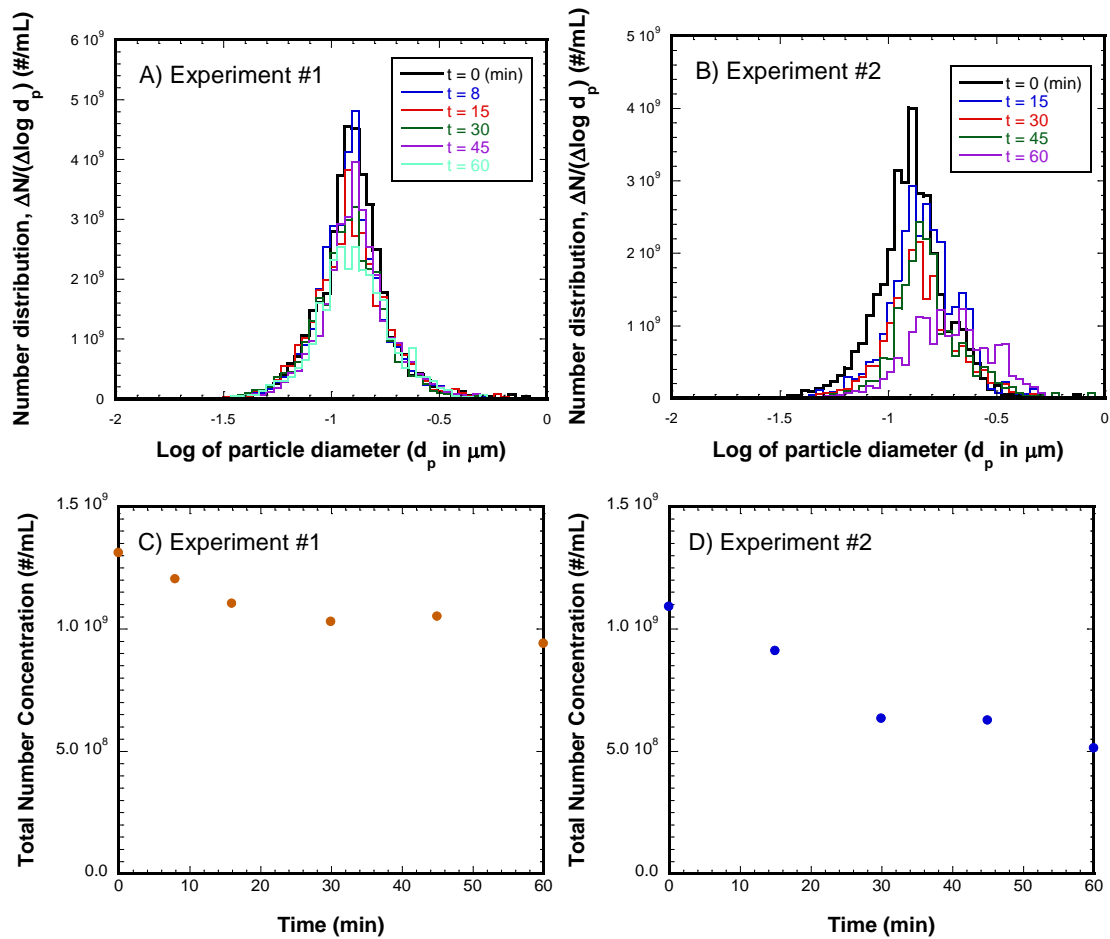 A) Experiment #1
t = 0 (min)
t = 8
t = 15
t = 30
t = 45
t = 60
6 10⁹
5 10⁹
4 10⁹
3 10⁹
2 10⁹
1 10⁹
0
-2
-1.5
-1
-0.5
0
Number distribution, ΔN/(Δlog dₚ) (#/mL)
Log of particle diameter (dₚ in μm)
B) Experiment #2
t = 0 (min)
t = 15
t = 30
t = 45
t = 60
5 10⁹
4 10⁹
3 10⁹
2 10⁹
1 10⁹
0
-2
-1.5
-1
-0.5
0
Number distribution, ΔN/(Δlog dₚ) (#/mL)
Log of particle diameter (dₚ in μm)
C) Experiment #1
1.5 10⁹
1.0 10⁹
5.0 10⁸
0.0
0
10
20
30
40
50
60
Total Number Concentration (#/mL)
Time (min)
D) Experiment #2
1.5 10⁹
1.0 10⁹
5.0 10⁸
0.0
0
10
20
30
40
50
60
Total Number Concentration (#/mL)
Time (min)